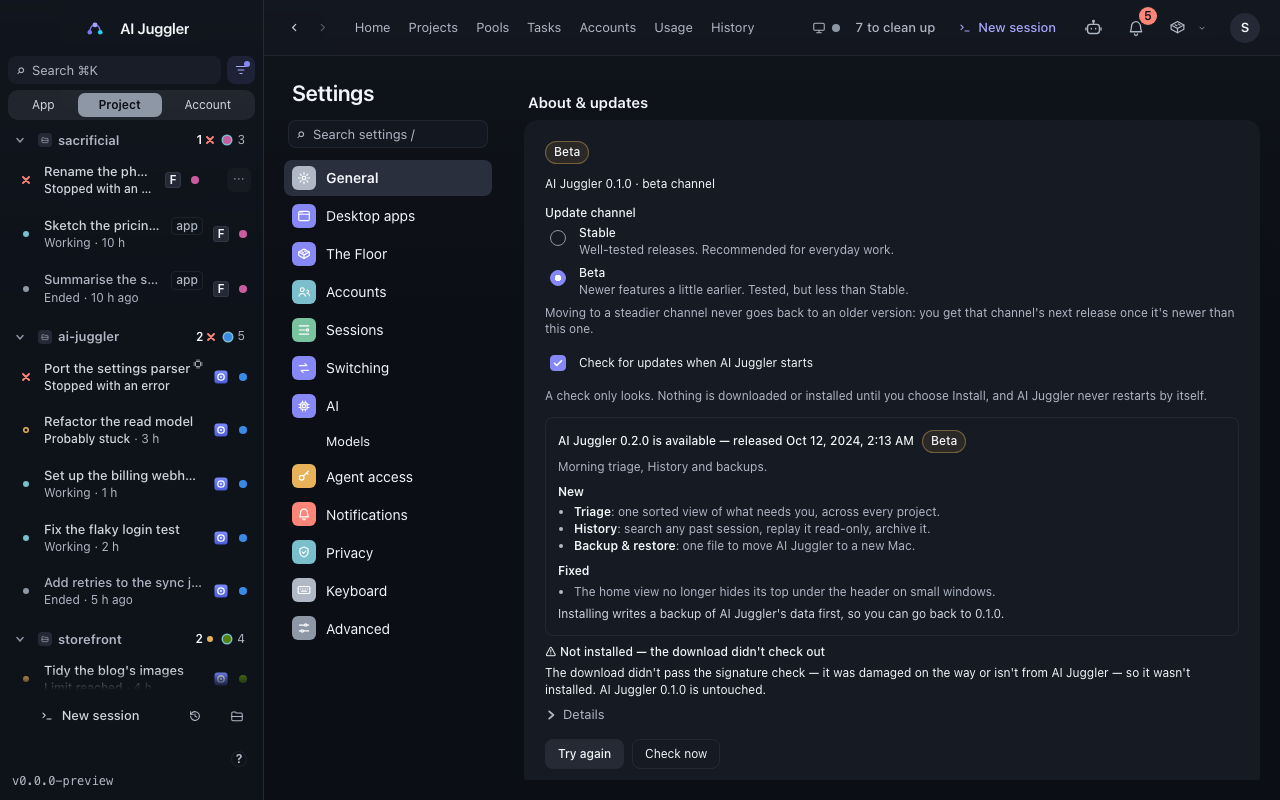 AI Juggler
Search ⌘K
App Project Account
sacrificial 1 3
Rename the ph...
Stopped with an ... F
Sketch the pricin... app
Working · 10 h F
Summarise the s... app
Ended · 10 h ago F
ai-juggler 2 5
Port the settings parser
Stopped with an error
Refactor the read model
Probably stuck · 3 h
Set up the billing webh...
Working · 1 h
Fix the flaky login test
Working · 2 h
Add retries to the sync j...
Ended · 5 h ago
storefront 2 4
Tidy the blog's images
Limit reached · 4 h
New session
?
v0.0.0-preview
Home Projects Pools Tasks Accounts Usage History
7 to clean up
New session
5
S
Settings
Search settings /
General
Desktop apps
The Floor
Accounts
Sessions
Switching
AI
Models
Agent access
Notifications
Privacy
Keyboard
Advanced
About & updates
Beta
AI Juggler 0.1.0 · beta channel
Update channel
Stable
Well-tested releases. Recommended for everyday work.
Beta
Newer features a little earlier. Tested, but less than Stable.
Moving to a steadier channel never goes back to an older version: you get that channel's next release once it's newer than
this one.
Check for updates when AI Juggler starts
A check only looks. Nothing is downloaded or installed until you choose Install, and AI Juggler never restarts by itself.
AI Juggler 0.2.0 is available — released Oct 12, 2024, 2:13 AM Beta
Morning triage, History and backups.
New
• Triage: one sorted view of what needs you, across every project.
• History: search any past session, replay it read-only, archive it.
• Backup & restore: one file to move AI Juggler to a new Mac.
Fixed
• The home view no longer hides its top under the header on small windows.
Installing writes a backup of AI Juggler's data first, so you can go back to 0.1.0.
⚠ Not installed — the download didn't check out
The download didn't pass the signature check — it was damaged on the way or isn't from AI Juggler — so it wasn't
installed. AI Juggler 0.1.0 is untouched.
Details
Try again Check now